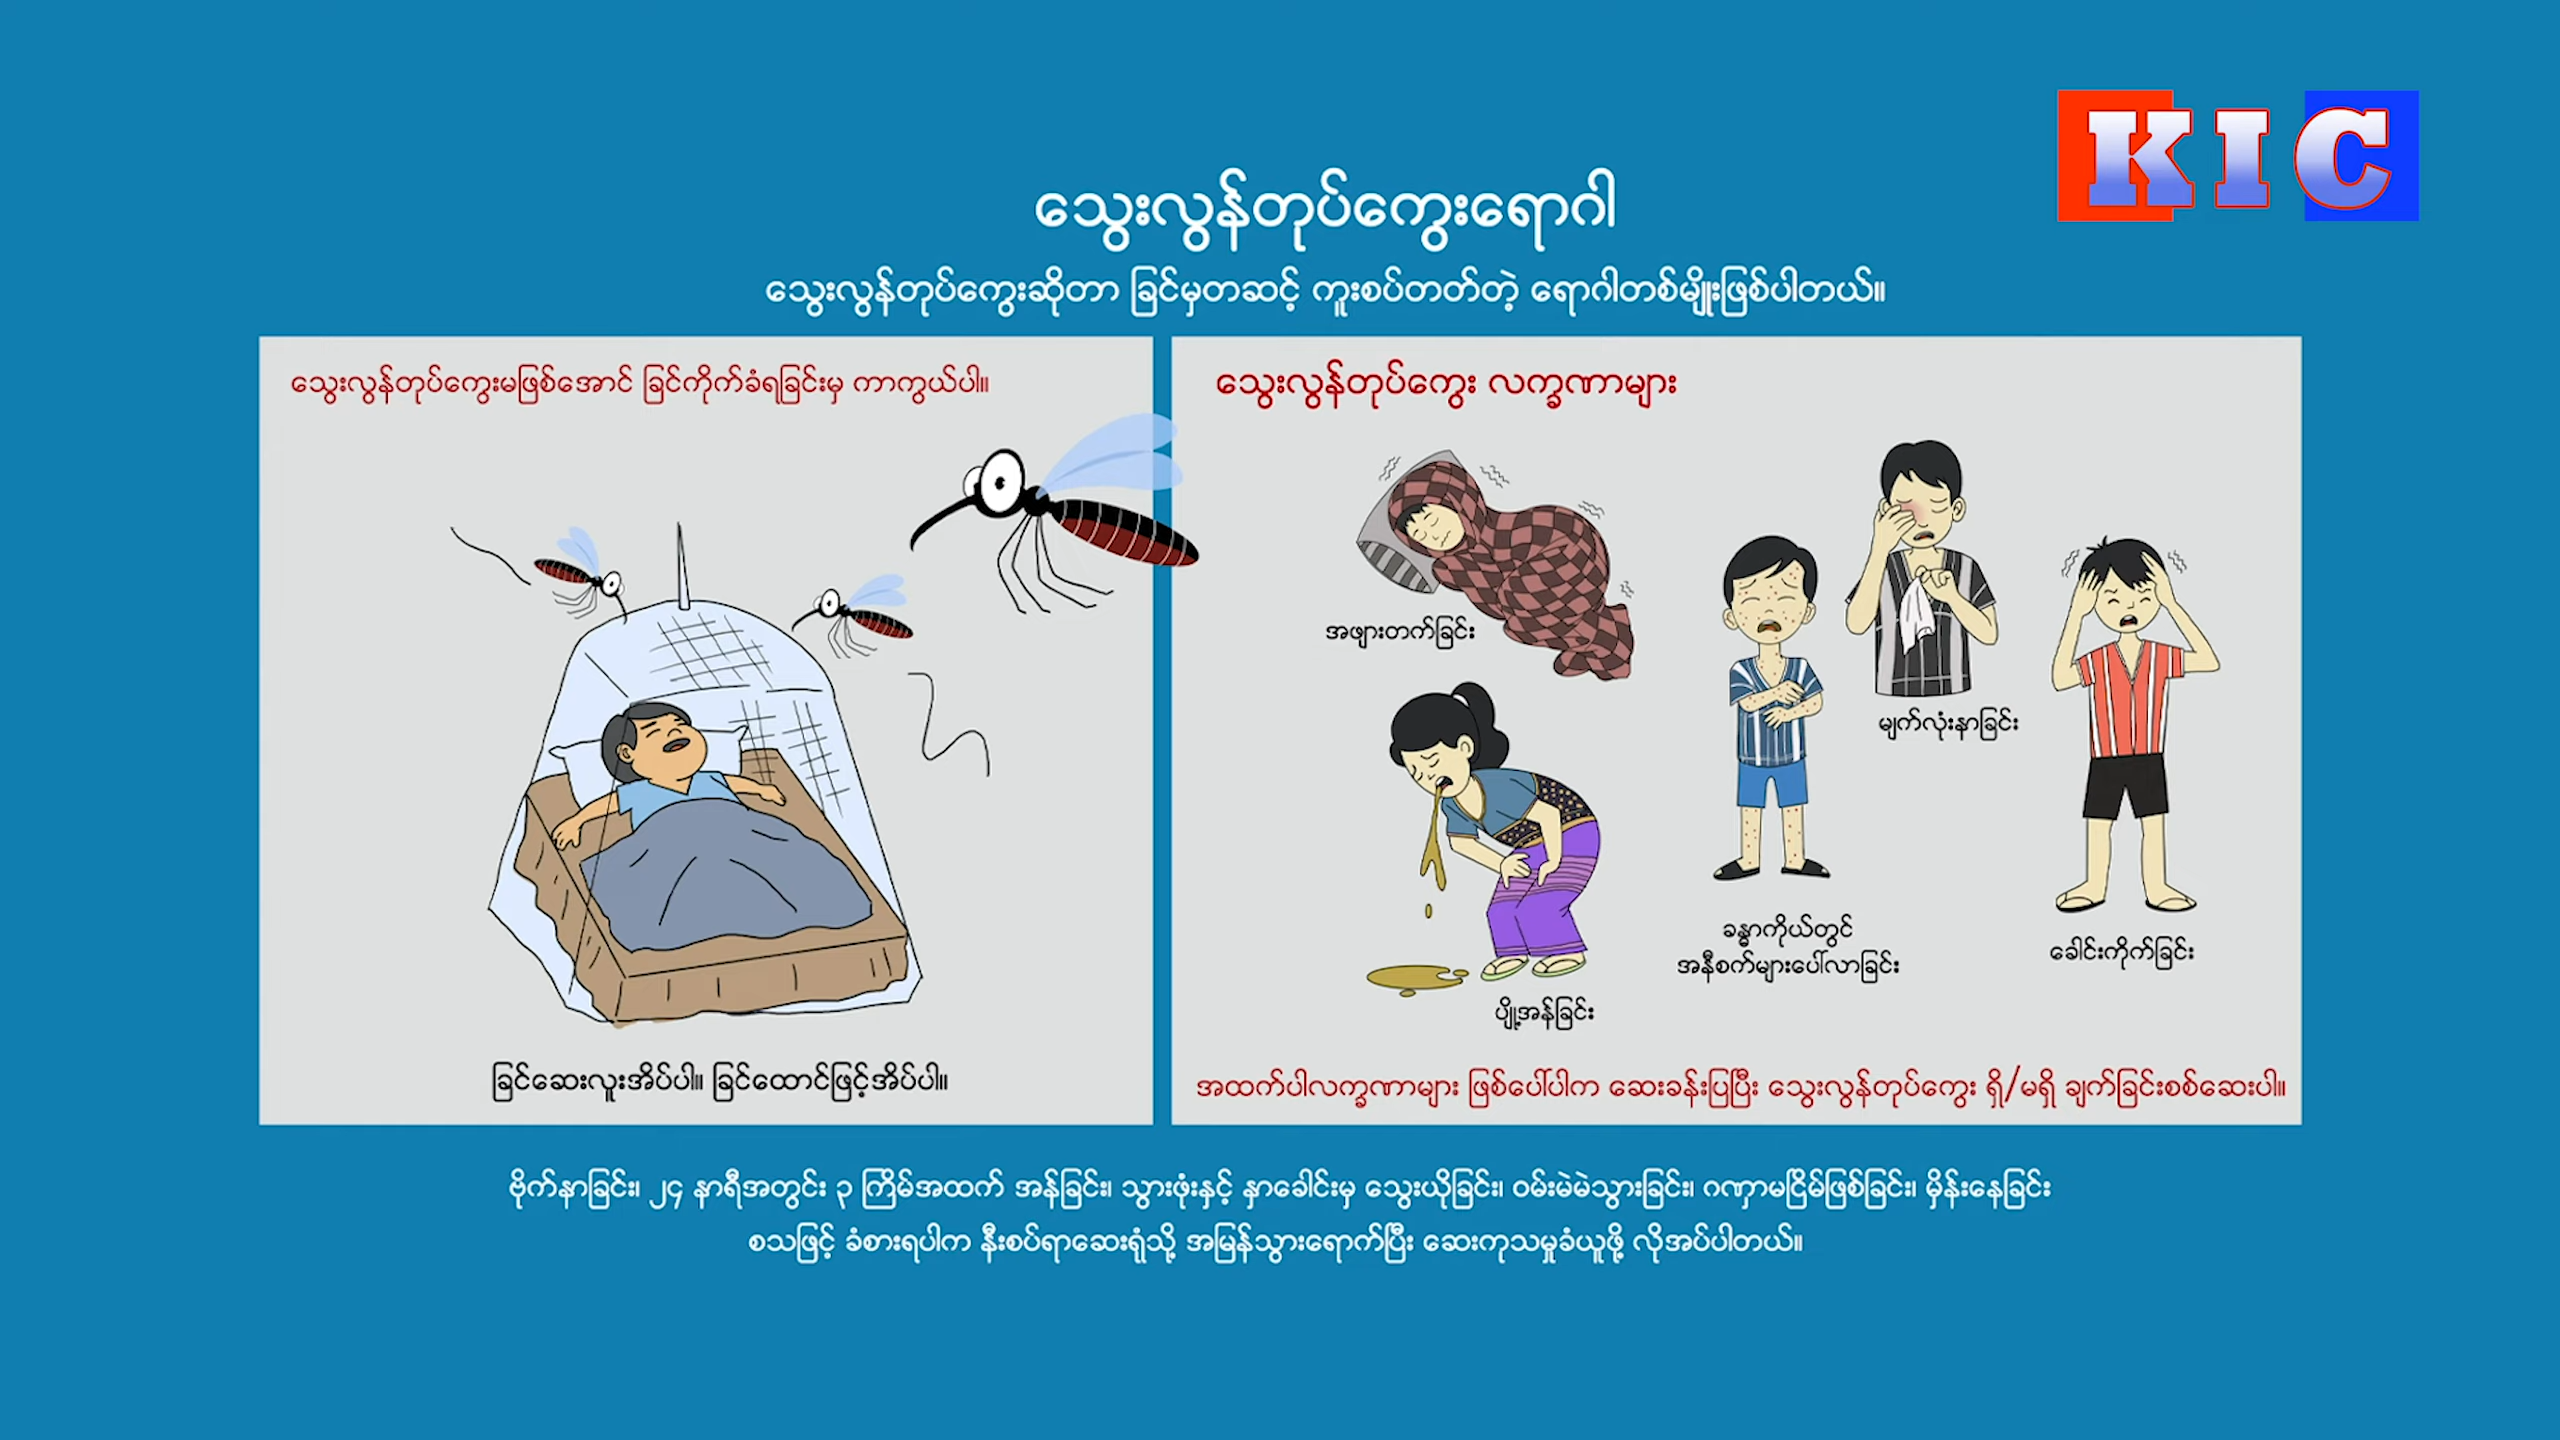 KIC
သွေးလွန်တုပ်ကွေးရောဂါ
သွေးလွန်တုပ်ကွေးဆိုတာ ခြင်မှတဆင့် ကူးစပ်တတ်တဲ့ ရောဂါတစ်မျိုးဖြစ်ပါတယ်။
သွေးလွန်တုပ်ကွေးမဖြစ်အောင် ခြင်ကိုက်ခံရခြင်းမှ ကာကွယ်ပါ။
ခြင်ဆေးလူးအိပ်ပါ။ ခြင်ထောင်ဖြင့်အိပ်ပါ။
သွေးလွန်တုပ်ကွေး လက္ခဏာများ
အဖျားတက်ခြင်း
မျက်လုံးနာခြင်း
ခန္ဓာကိုယ်တွင်
အနီစက်များပေါ်လာခြင်း
ခေါင်းကိုက်ခြင်း
ပျို့အန်ခြင်း
အထက်ပါလက္ခဏာများ ဖြစ်ပေါ်ပါက ဆေးခန်းပြပြီး သွေးလွန်တုပ်ကွေး ရှိ/မရှိ ချက်ခြင်းစစ်ဆေးပါ။
ဗိုက်နာခြင်း၊ ၂၄ နာရီအတွင်း ၃ ကြိမ်အထက် အန်ခြင်း၊ သွားဖုံးနှင့် နှာခေါင်းမှ သွေးယိုခြင်း၊ ဝမ်းမဲမဲသွားခြင်း၊ ဂဏှာမငြိမ်ဖြစ်ခြင်း၊ မှိန်းနေခြင်း
စသဖြင့် ခံစားရပါက နီးစပ်ရာဆေးရုံသို့ အမြန်သွားရောက်ပြီး ဆေးကုသမှုခံယူဖို့ လိုအပ်ပါတယ်။